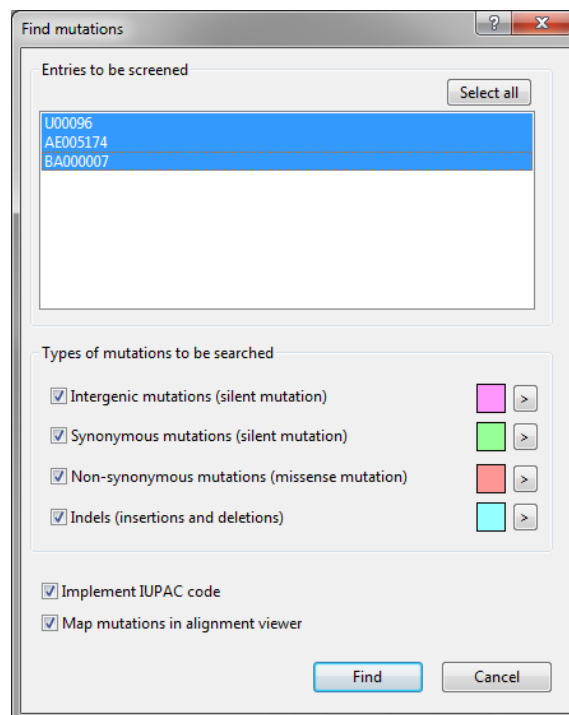 Find mutations
?
X
Entries to be screened
Select all
U00096
AE005174
BA000007
Types of mutations to be searched
Intergenic mutations (silent mutation)
>
Synonymous mutations (silent mutation)
>
Non-synonymous mutations (missense mutation)
>
Indels (insertions and deletions)
>
Implement IUPAC code
Map mutations in alignment viewer
Find
Cancel